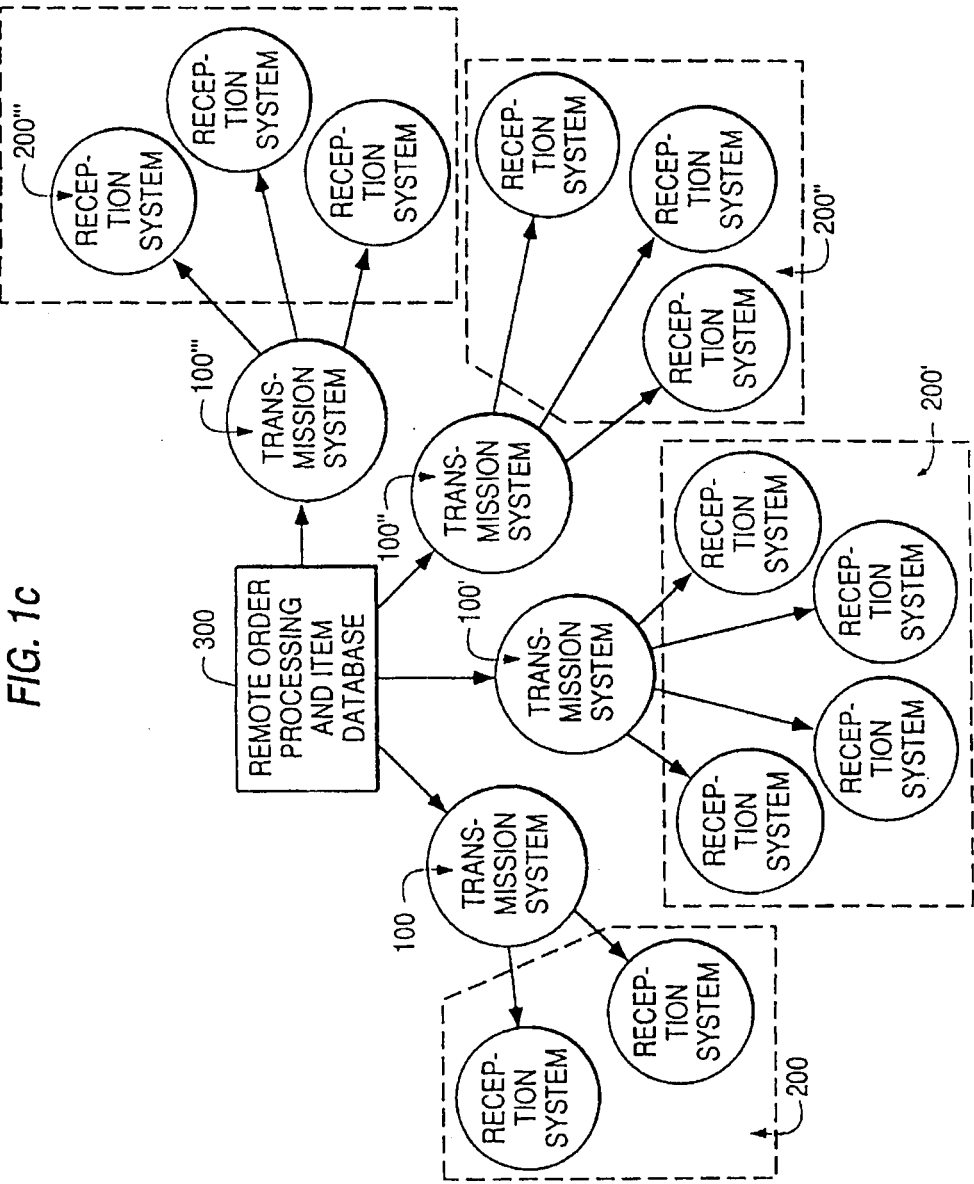 FIG. 1c
300
REMOTE ORDER
PROCESSING
AND ITEM
DATABASE
100
TRANS-
MISSION
SYSTEM
100'
TRANS-
MISSION
SYSTEM
100"
TRANS-
MISSION
SYSTEM
100'"
TRANS-
MISSION
SYSTEM
RECEP-
TION
SYSTEM
RECEP-
TION
SYSTEM
200
RECEP-
TION
SYSTEM
RECEP-
TION
SYSTEM
RECEP-
TION
SYSTEM
RECEP-
TION
SYSTEM
200'
RECEP-
TION
SYSTEM
RECEP-
TION
SYSTEM
RECEP-
TION
SYSTEM
200"
200'"
RECEP-
TION
SYSTEM
RECEP-
TION
SYSTEM
RECEP-
TION
SYSTEM